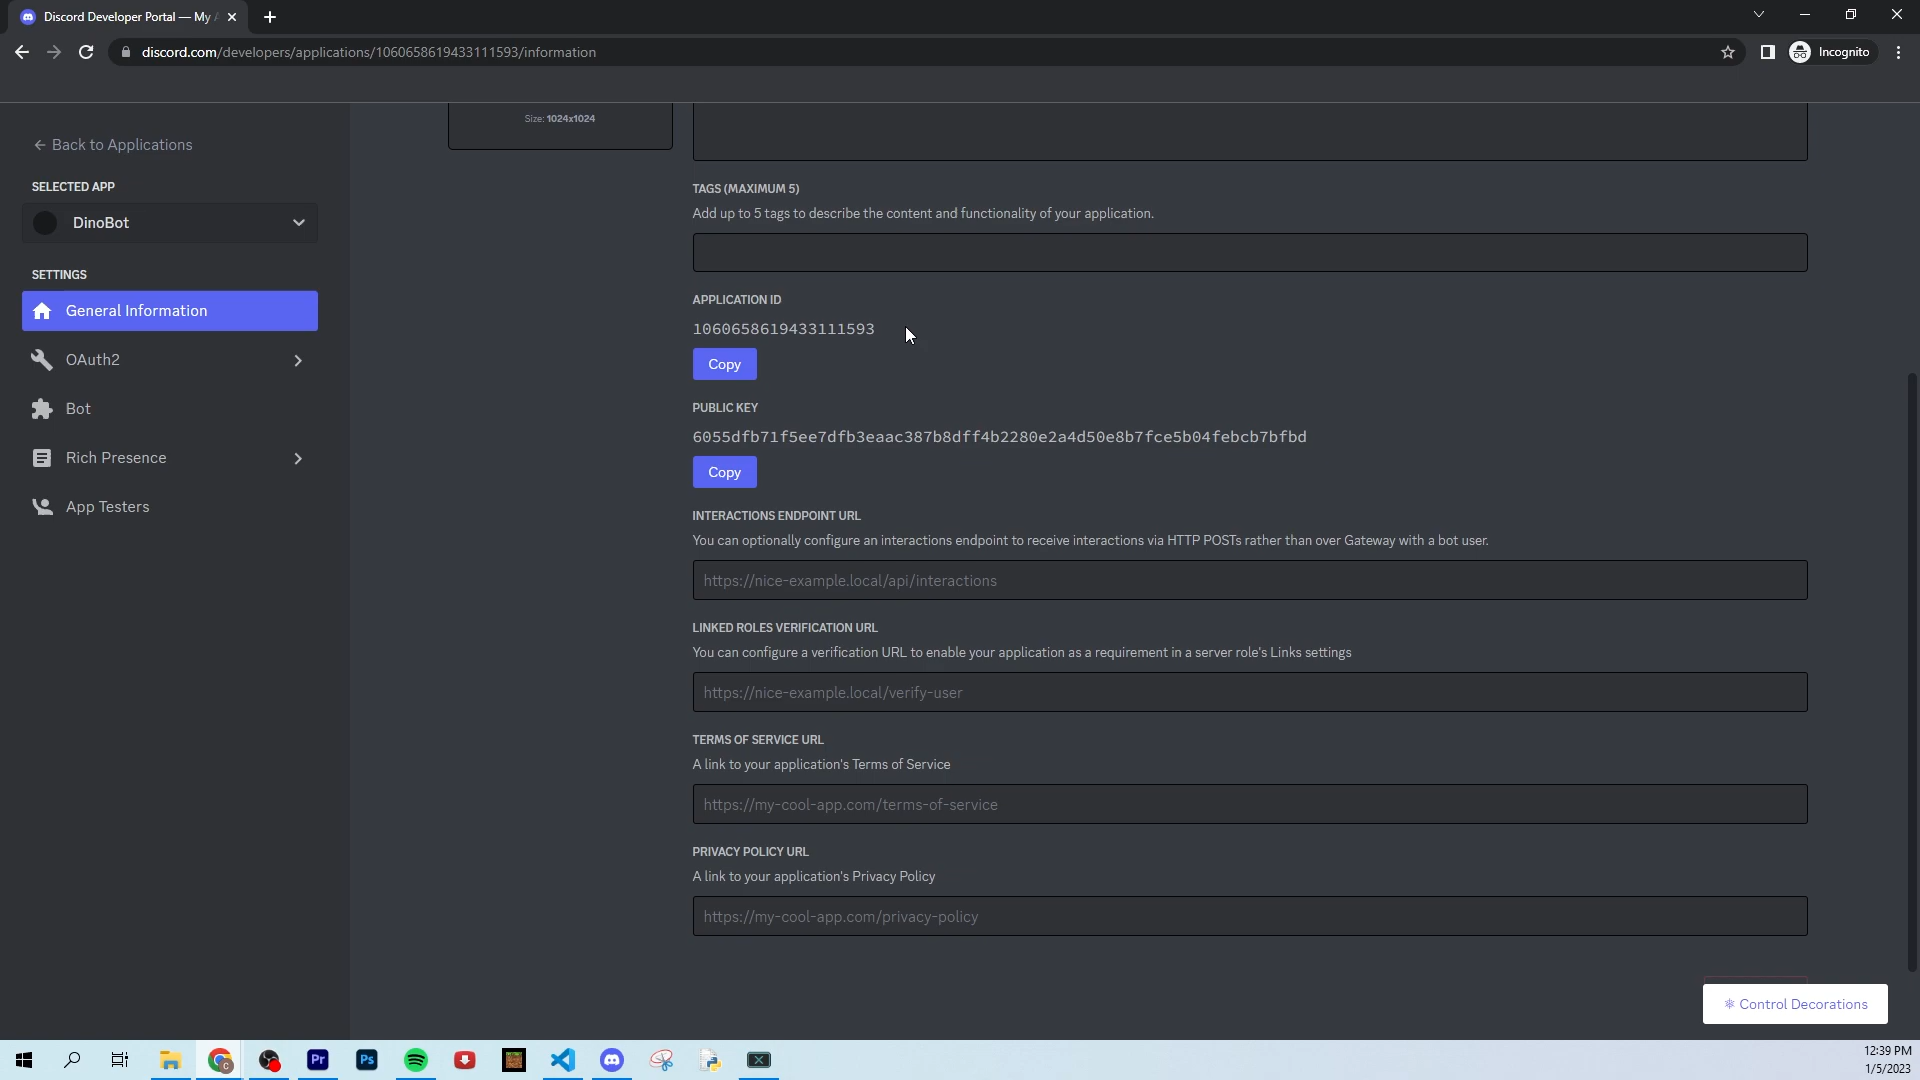 Discord Developer Portal — My A
discord.com/developers/applications/1060658619433111593/information
Incognito
Back to Applications
SELECTED APP
DinoBot
SETTINGS
General Information
OAuth2
Bot
Rich Presence
App Testers
Size: 1024x1024
TAGS (MAXIMUM 5)
Add up to 5 tags to describe the content and functionality of your application.
APPLICATION ID
1060658619433111593
Copy
PUBLIC KEY
6055dfb71f5ee7dfb3eaac387b8dff4b2280e2a4d50e8b7fce5b04febcb7bfbd
Copy
INTERACTIONS ENDPOINT URL
You can optionally configure an interactions endpoint to receive interactions via HTTP POSTs rather than over Gateway with a bot user.
https://nice-example.local/api/interactions
LINKED ROLES VERIFICATION URL
You can configure a verification URL to enable your application as a requirement in a server role's Links settings
https://nice-example.local/verify-user
TERMS OF SERVICE URL
A link to your application's Terms of Service
https://my-cool-app.com/terms-of-service
PRIVACY POLICY URL
A link to your application's Privacy Policy
https://my-cool-app.com/privacy-policy
Control Decorations
Pr
Ps
12:39 PM
1/5/2023